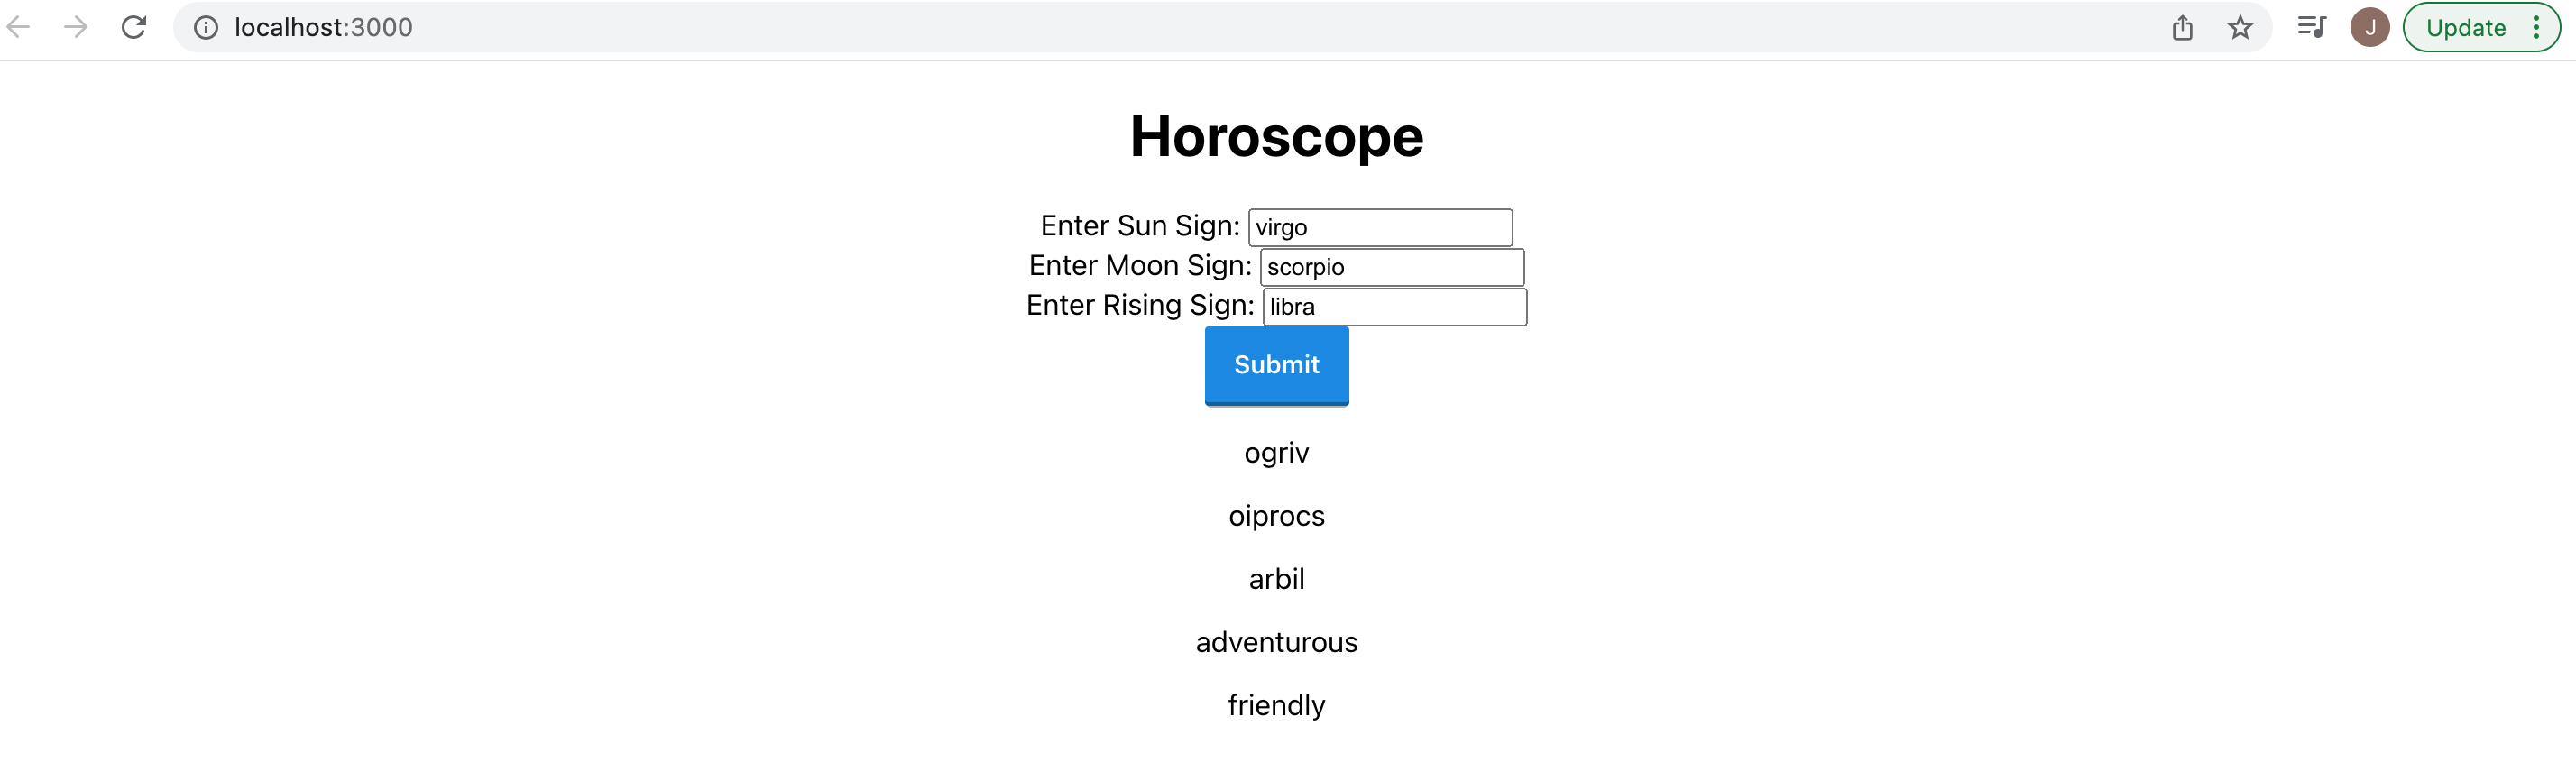 localhost:3000
J
Update
Horoscope
Enter Sun Sign: virgo
Enter Moon Sign: scorpio
Enter Rising Sign: libra
Submit
ogriv
oiprocs
arbil
adventurous
friendly